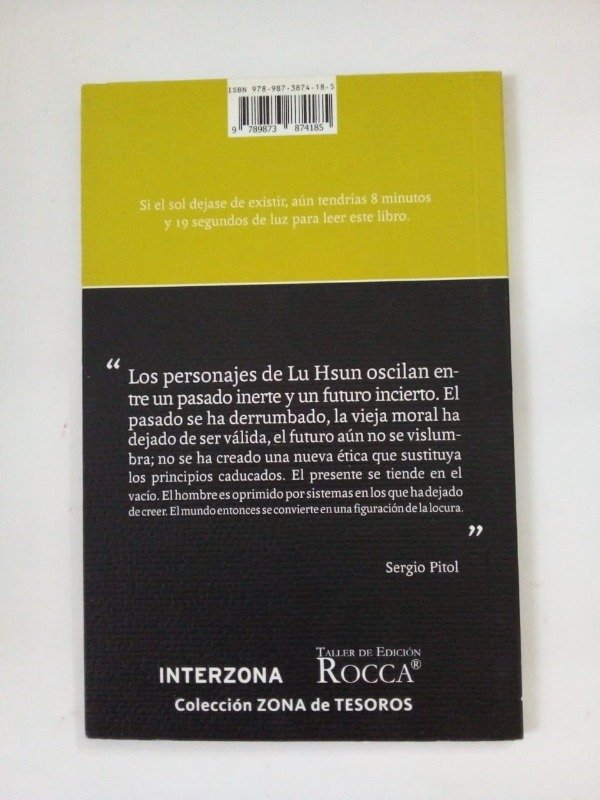 ISBN 978-987-3874-18-5
9 789873 874185
Si el sol dejase de existir, aún tendrías 8 minutos
y 19 segundos de luz para leer este libro.
“ Los personajes de Lu Hsun oscilan en-
tre un pasado inerte y un futuro incierto. El
pasado se ha derrumbado, la vieja moral ha
dejado de ser válida, el futuro aún no se vislum-
bra; no se ha creado una nueva ética que sustituya
los principios caducados. El presente se tiende en el
vacío. El hombre es oprimido por sistemas en los que ha dejado
de creer. El mundo entonces se convierte en una figuración de la locura.
”
Sergio Pitol
INTERZONA
TALLER DE EDICIÓN
ROCCA®
Colección ZONA de TESOROS